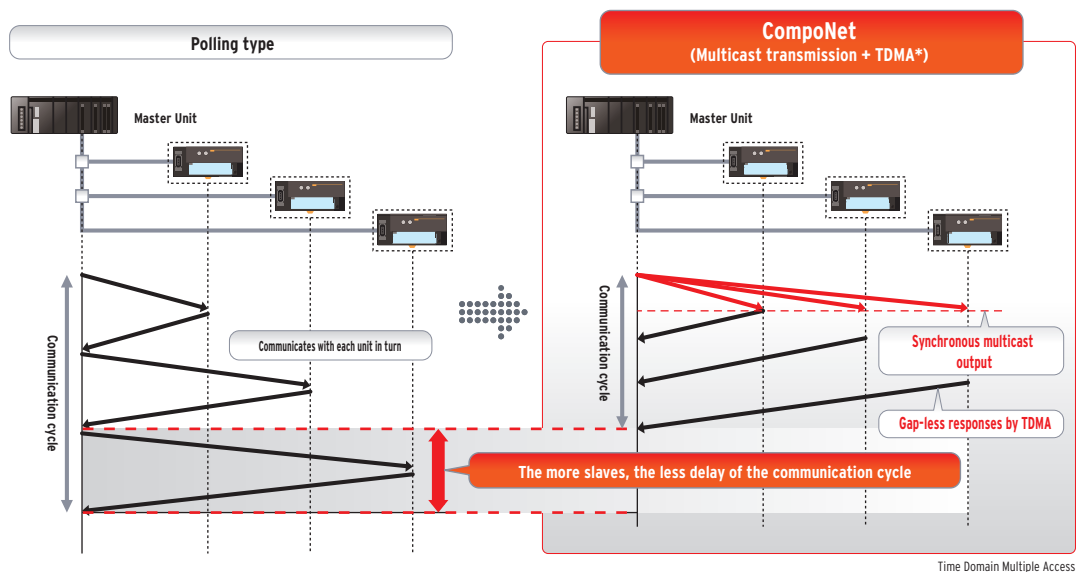 Polling type
CompoNet
(Multicast transmission + TDMA*)
Master Unit
Master Unit
Communication cycle
Communicates with each unit in turn
Communication cycle
Synchronous multicast
output
Gap-less responses by TDMA
The more slaves, the less delay of the communication cycle
Time Domain Multiple Access